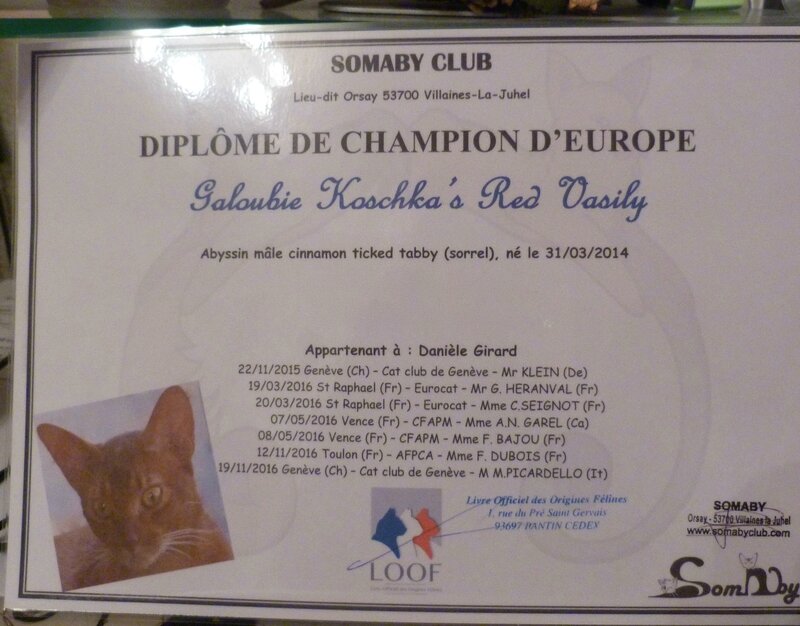 SOMABY CLUB
Lieu-dit Orsay 53700 Villaines-La-Juhel
DIPLÔME DE CHAMPION D'EUROPE
Galoubie Koschka's Red Vasily
Abyssin mâle cinnamon ticked tabby (sorrel), né le 31/03/2014
Appartenant à : Danièle Girard
22/11/2015 Genève (Ch) – Cat club de Genève – Mr KLEIN (De)
19/03/2016 St Raphael (Fr) – Eurocat – Mr G. HERANVAL (Fr)
20/03/2016 St Raphael (Fr) – Eurocat – Mme C.SEIGNOT (Fr)
07/05/2016 Vence (Fr) – CFAPM – Mme A.N. GAREL (Ca)
08/05/2016 Vence (Fr) – CFAPM – Mme F. BAJOU (Fr)
12/11/2016 Toulon (Fr) – AFPCA – Mme F. DUBOIS (Fr)
19/11/2016 Genève (Ch) – Cat club de Genève – M M.PICARDELLO (It)
Livre Officiel des Origines Félines
1, rue du Pré Saint Gervais
93697 PANTIN CEDEX
LOOF
Livre Officiel des Origines Félines
SOMABY
Orsay - 53700 Villaines la Juhel
www.somabyclub.com
SomAby